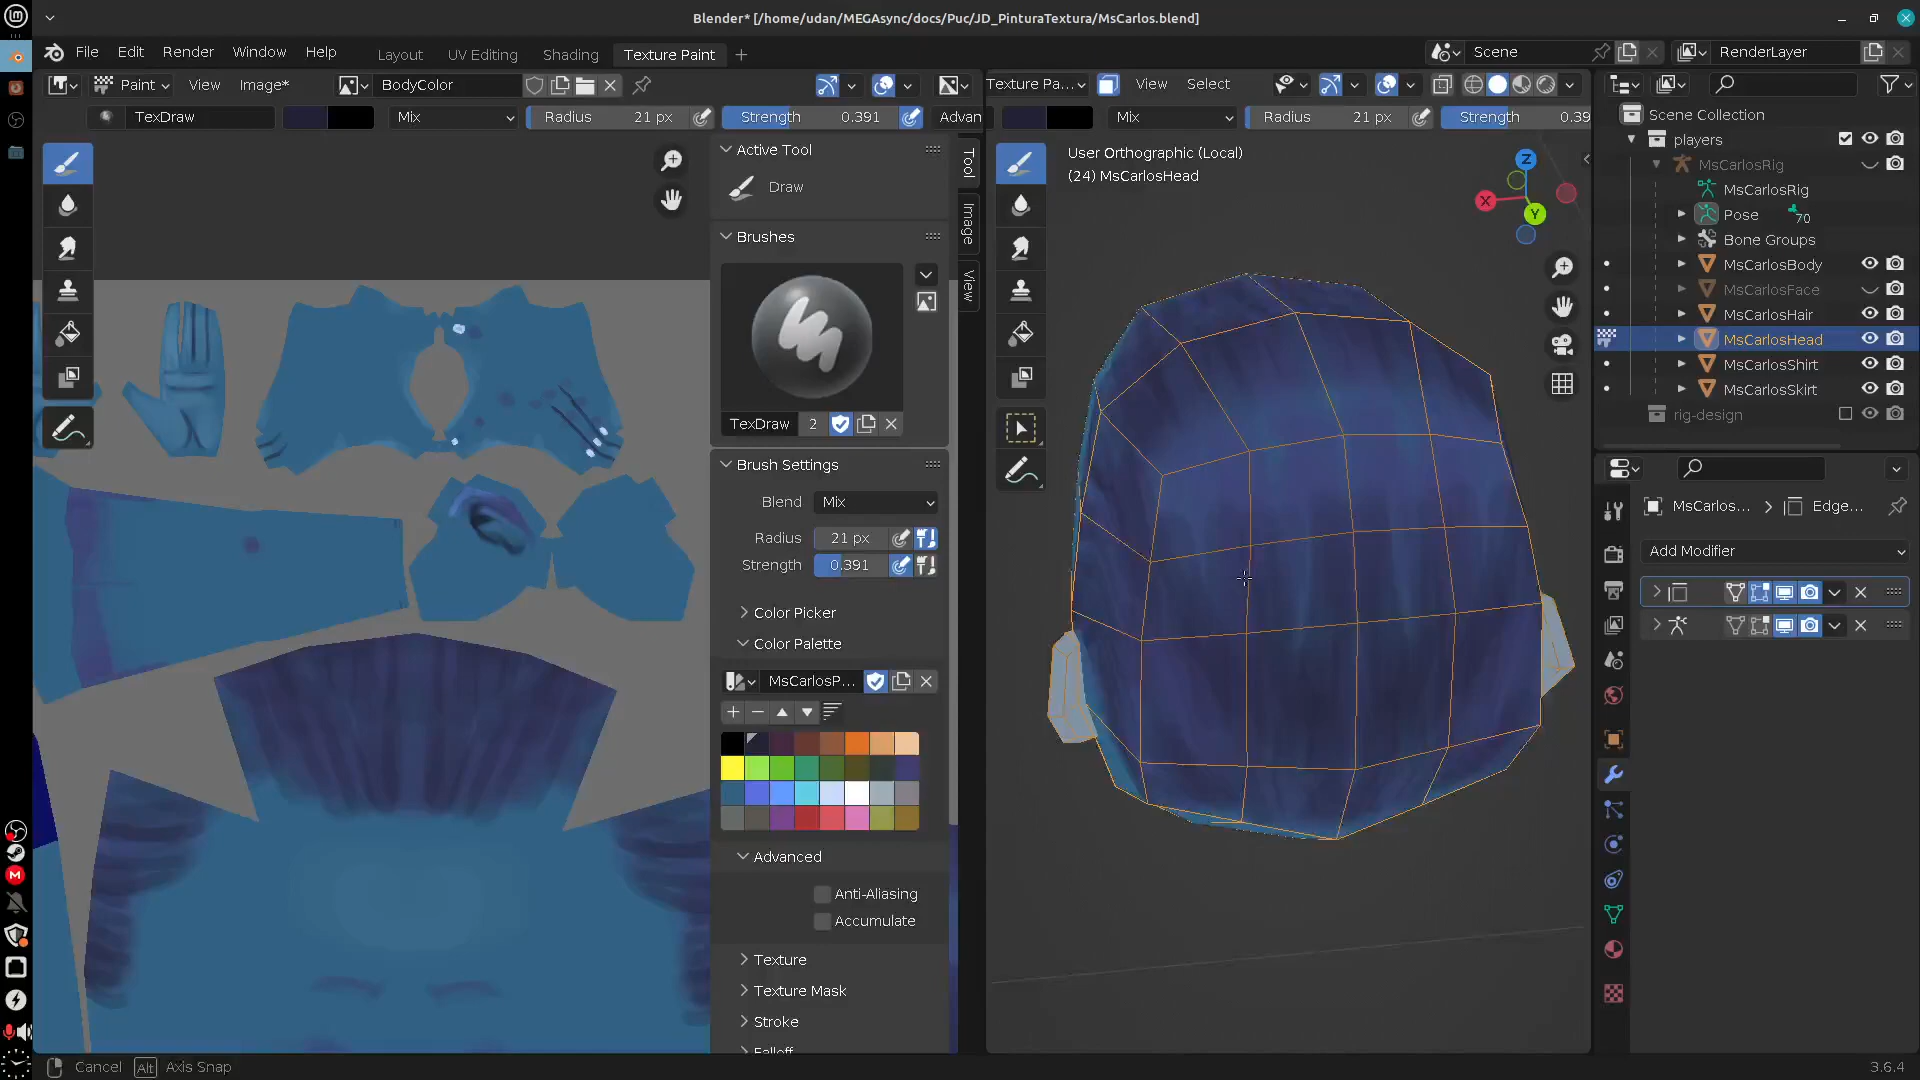 Blender* [/home/udan/MEGAsync/docs/Puc/JD_PinturaTextura/MsCarlos.blend]
File Edit Render Window Help Layout UV Editing Shading Texture Paint + Scene RenderLayer
Paint View Image* BodyColor
TexDraw Mix Radius 21 px Strength 0.391 Advan
Active Tool
Draw
Brushes
TexDraw 2
Brush Settings
Blend Mix
Radius 21 px
Strength 0.391
Color Picker
Color Palette
MsCarlosP...
Advanced
Anti-Aliasing
Accumulate
Texture
Texture Mask
Stroke
Falloff
Tool
Image
View
Texture Pa... View Select
Mix Radius 21 px Strength 0.39
User Orthographic (Local)
(24) MsCarlosHead
Z
X
Y
Scene Collection
players
MsCarlosRig
MsCarlosRig
Pose 70
Bone Groups
MsCarlosBody
MsCarlosFace
MsCarlosHair
MsCarlosHead
MsCarlosShirt
MsCarlosSkirt
rig-design
MsCarlos... Edge...
Add Modifier
Cancel Alt Axis Snap
3.6.4